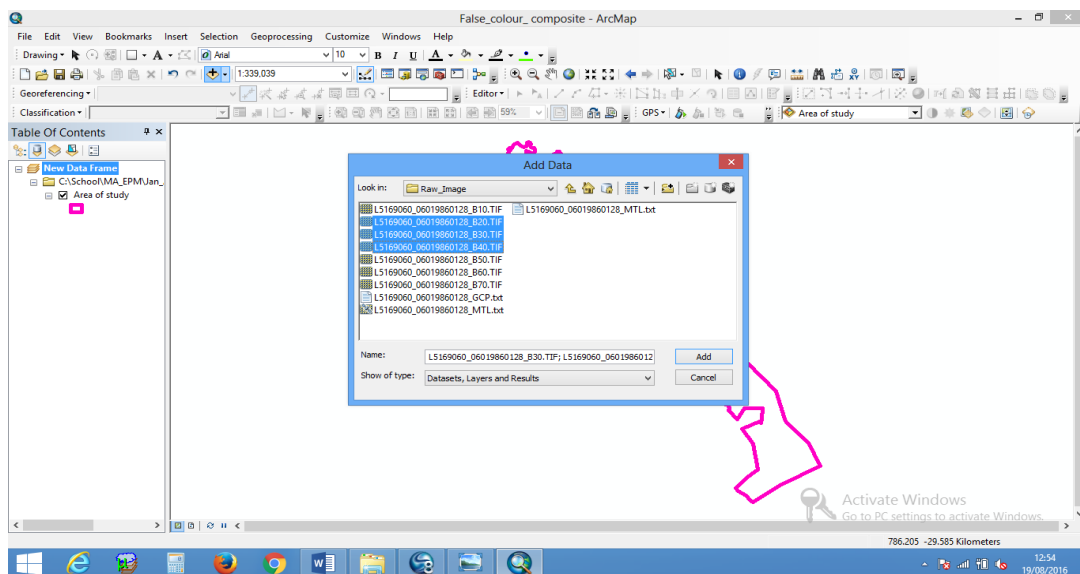 False_colour_ composite - ArcMap
File Edit View Bookmarks Insert Selection Geoprocessing Customize Windows Help
Drawing A Arial 10 B I U A
1:339,039
Georeferencing Editor
Classification 59% GPS Area of study
Table Of Contents
New Data Frame
C:\School\MA_EPM\Jan_
Area of study
Add Data
Look in: Raw_Image
L5169060_06019860128_B10.TIF L5169060_06019860128_MTL.txt
L5169060_06019860128_B20.TIF
L5169060_06019860128_B30.TIF
L5169060_06019860128_B40.TIF
L5169060_06019860128_B50.TIF
L5169060_06019860128_B60.TIF
L5169060_06019860128_B70.TIF
L5169060_06019860128_GCP.txt
L5169060_06019860128_MTL.txt
Name: L5169060_06019860128_B30.TIF; L5169060_0601986012 Add
Show of type: Datasets, Layers and Results Cancel
Activate Windows
Go to PC settings to activate Windows.
786.205 -29.585 Kilometers
12:54
19/08/2016